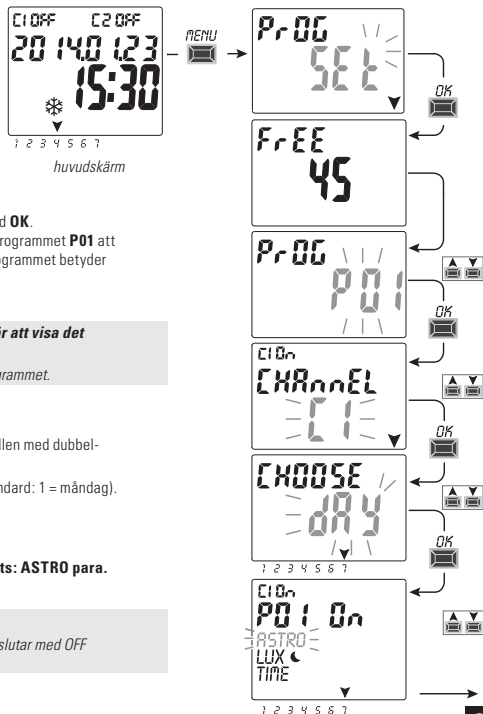 C1 OFF C2 OFF
2014.01.23
15:30
1 2 3 4 5 6 7
huvudskärm
MENU
d OK.
rogrammet P01 att
ogrammet betyder
ör att visa det
grammet.
llen med dubbel-
ndard: 1 = måndag).
ts: ASTRO para.
slutar med OFF
PrOG
SEt
OK
FrEE
45
PrOG
P01
OK
C1 On
CHAnnEL
C1
OK
CHOOSE
dAY
1 2 3 4 5 6 7
OK
C1 On
P01 On
ASTRO
LUX
TIME
1 2 3 4 5 6 7